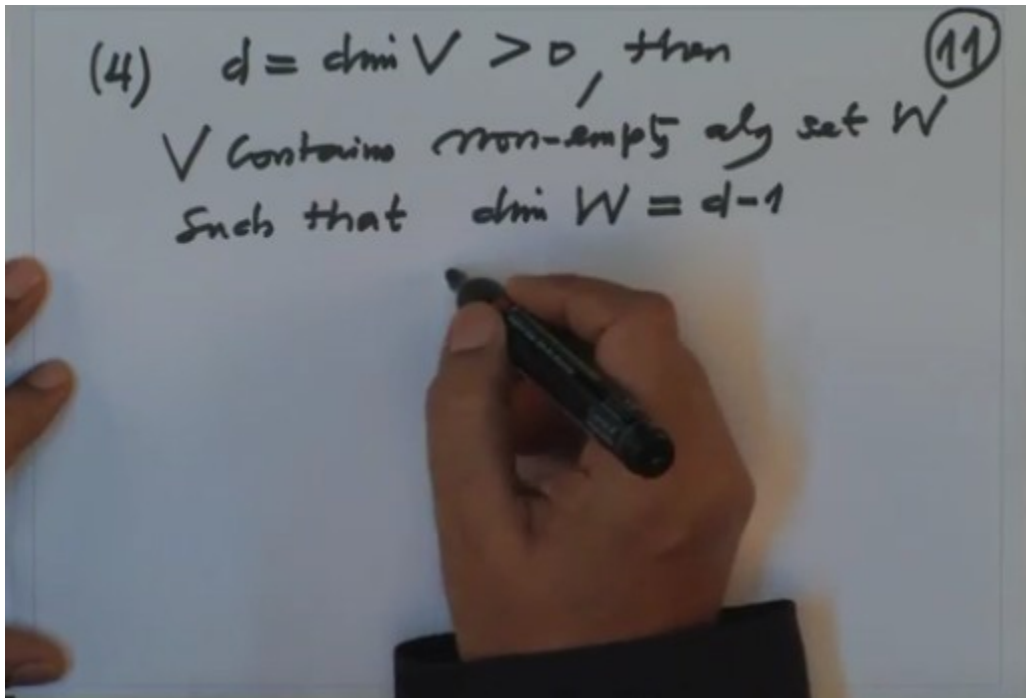 (4) d = dim V > 0, then (11)
V Contains non-empty alg set W
Such that dim W = d-1